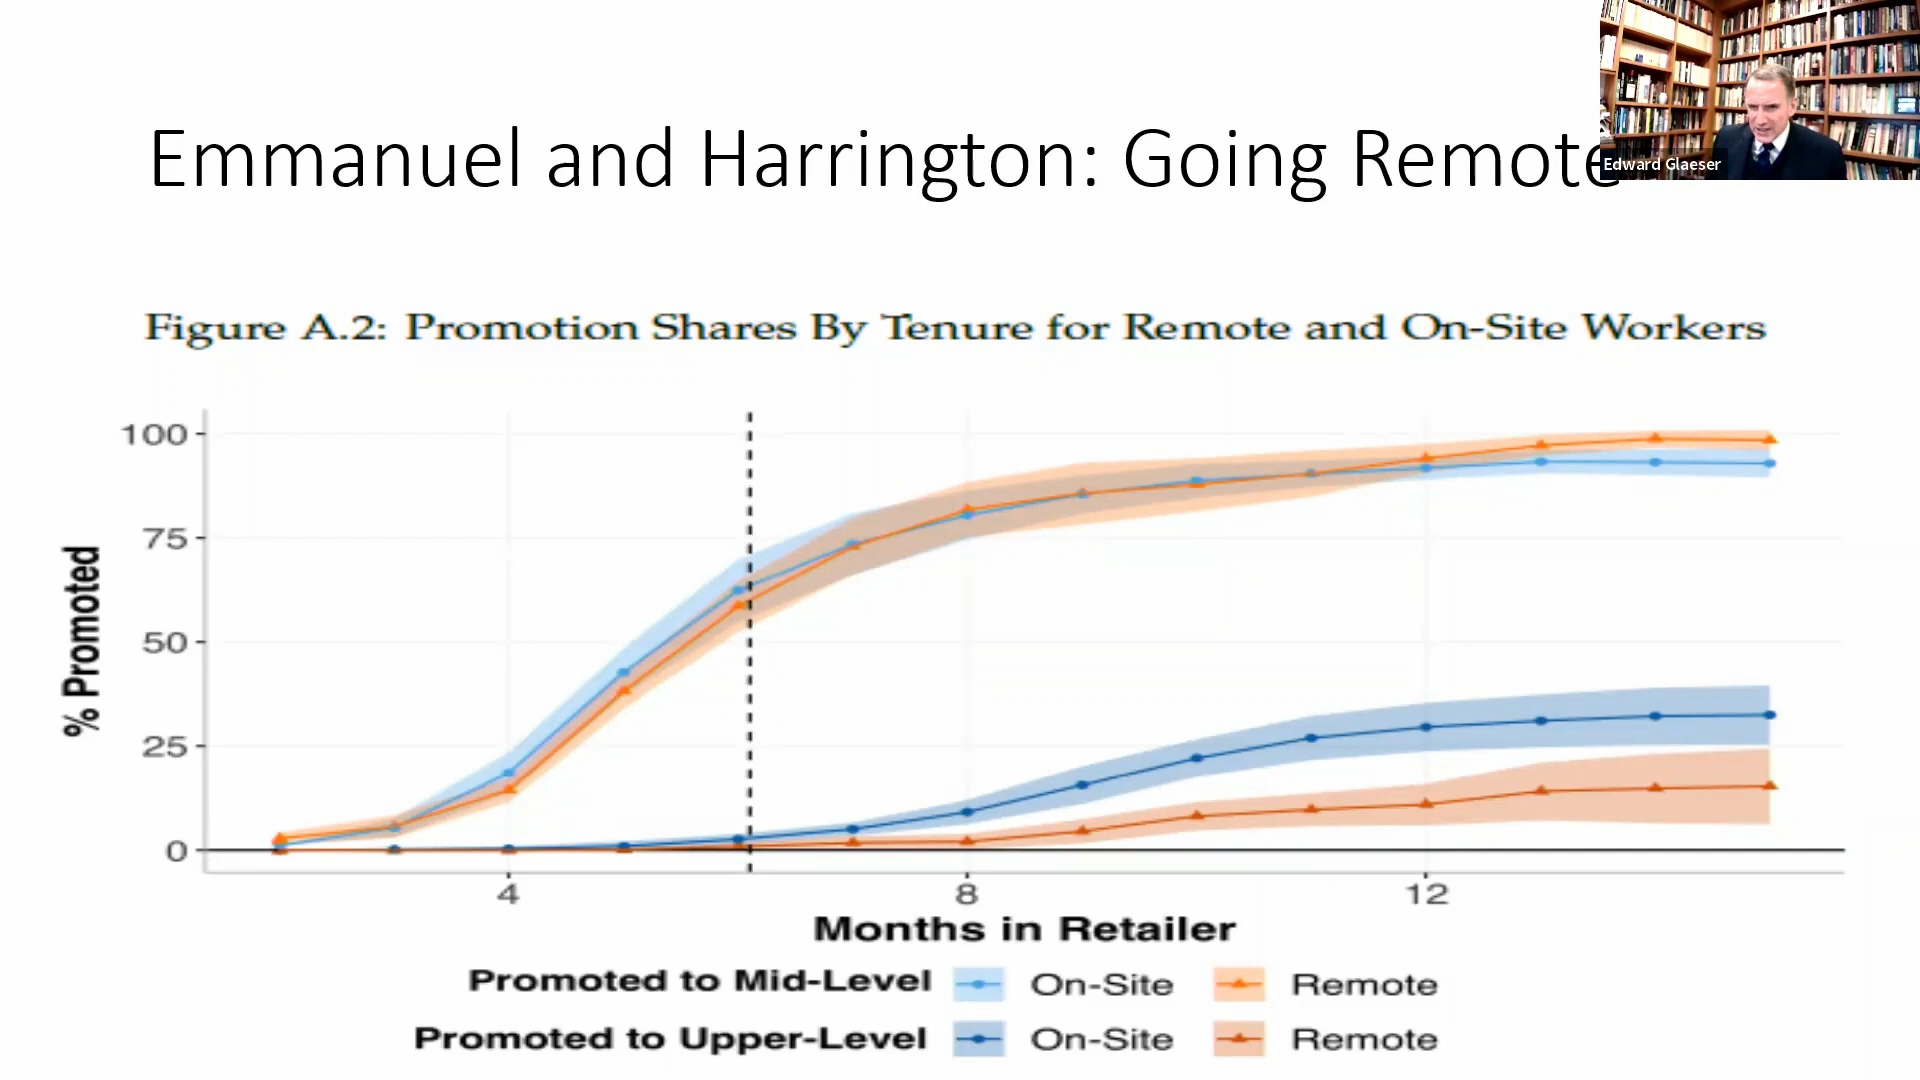 Emmanuel and Harrington: Going Remote
Edward Glaeser
Figure A.2: Promotion Shares By Tenure for Remote and On-Site Workers
100
75
50
25
0
% Promoted
4 8 12
Months in Retailer
Promoted to Mid-Level On-Site Remote
Promoted to Upper-Level On-Site Remote